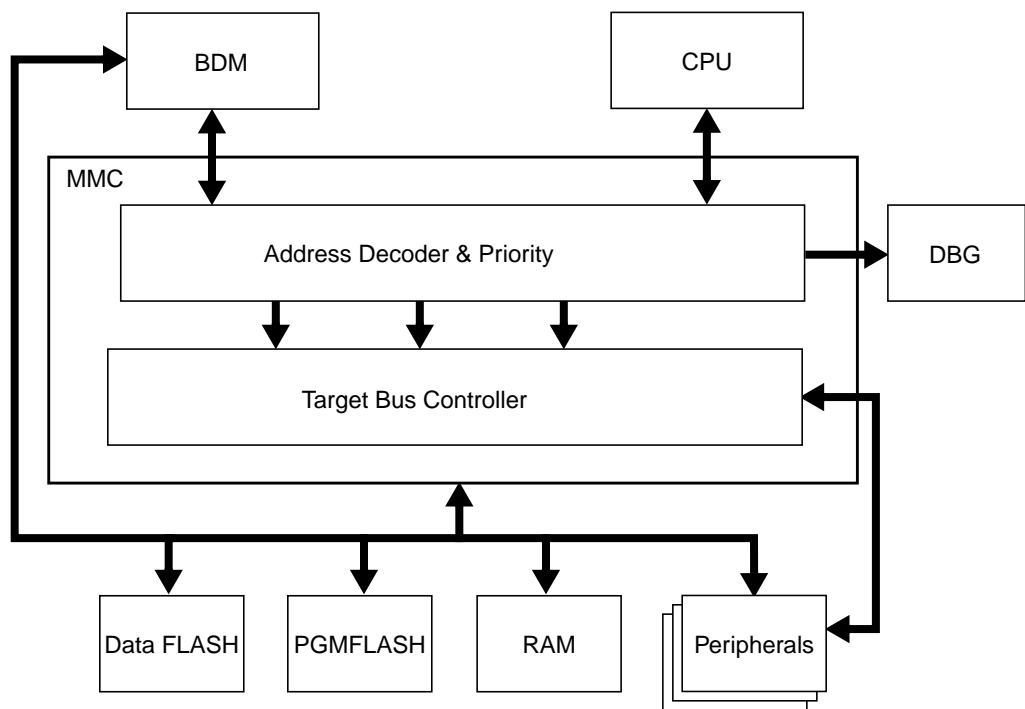 BDM
CPU
MMC
Address Decoder & Priority
DBG
Target Bus Controller
Data FLASH
PGMFLASH
RAM
Peripherals